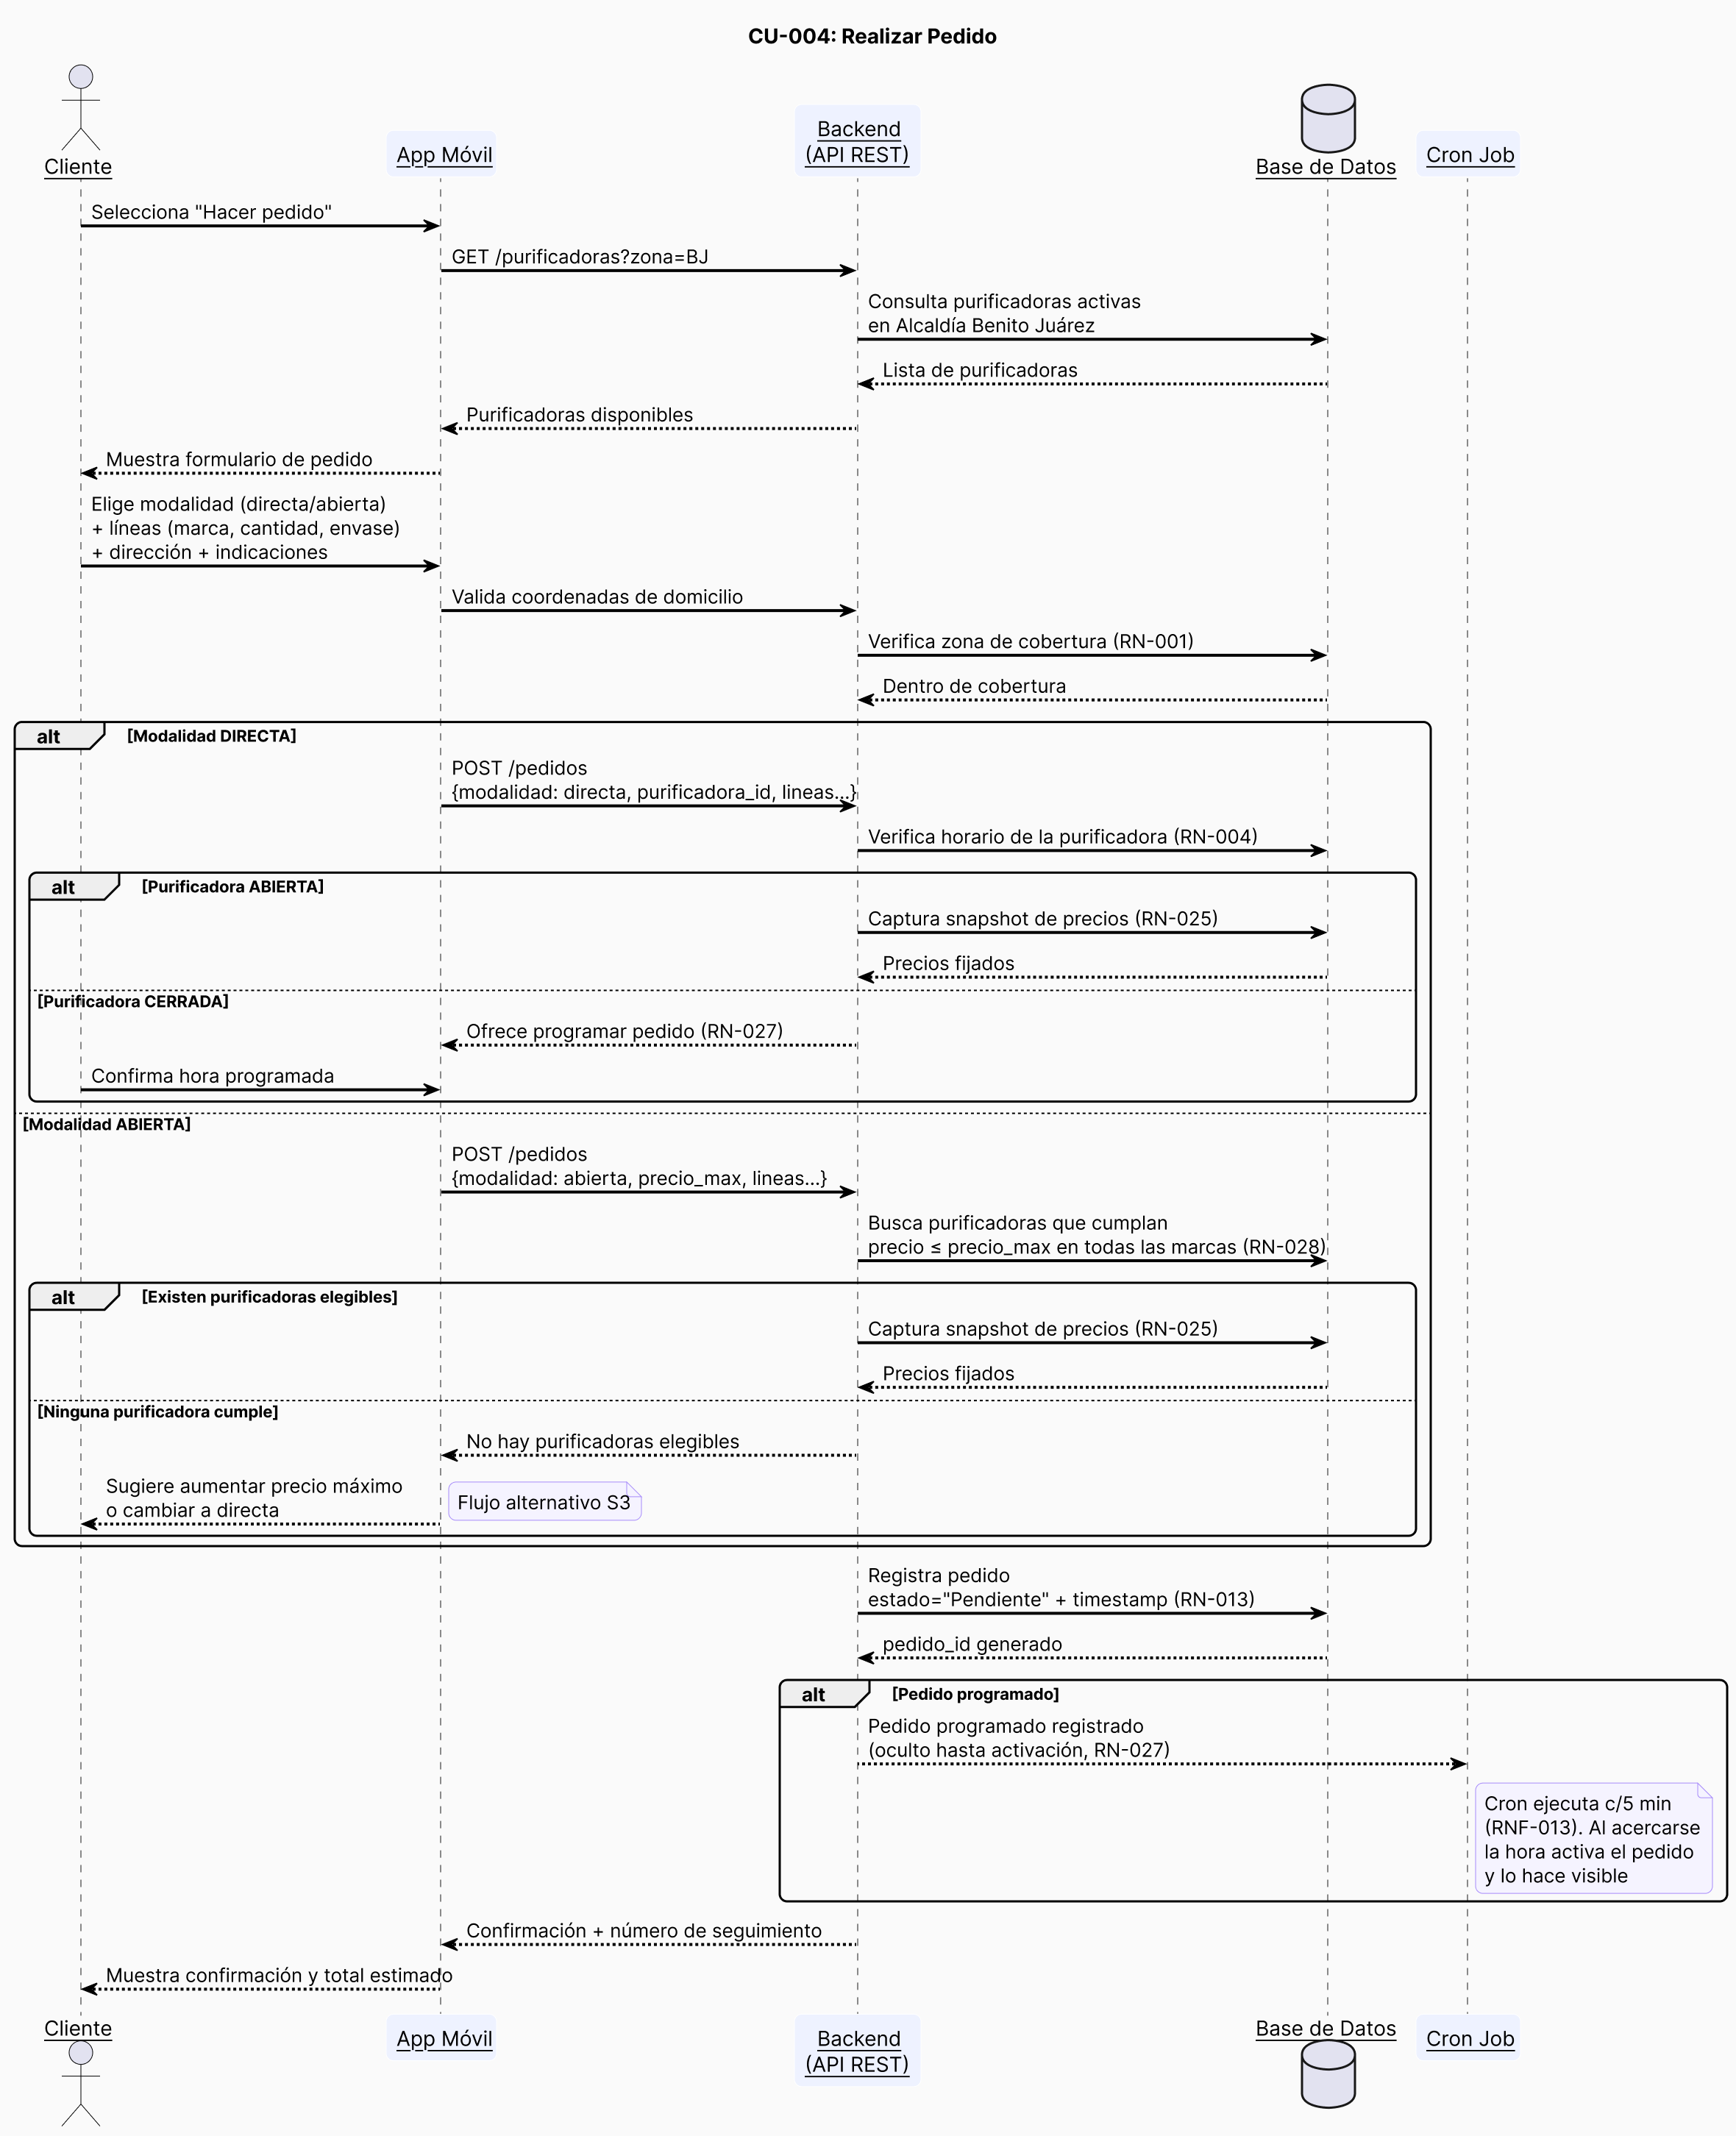 CU-004: Realizar Pedido
Cliente
App Móvil
Backend
(API REST)
Base de Datos
Cron Job
Selecciona "Hacer pedido"
GET /purificadoras?zona=BJ
Consulta purificadoras activas
en Alcaldía Benito Juárez
Lista de purificadoras
Purificadoras disponibles
Muestra formulario de pedido
Elige modalidad (directa/abierta)
+ líneas (marca, cantidad, envase)
+ dirección + indicaciones
Valida coordenadas de domicilio
Verifica zona de cobertura (RN-001)
Dentro de cobertura
alt [Modalidad DIRECTA]
POST /pedidos
{modalidad: directa, purificadora_id, lineas...}
Verifica horario de la purificadora (RN-004)
alt [Purificadora ABIERTA]
Captura snapshot de precios (RN-025)
Precios fijados
[Purificadora CERRADA]
Ofrece programar pedido (RN-027)
Confirma hora programada
[Modalidad ABIERTA]
POST /pedidos
{modalidad: abierta, precio_max, lineas...}
Busca purificadoras que cumplan
precio ≤ precio_max en todas las marcas (RN-028)
alt [Existen purificadoras elegibles]
Captura snapshot de precios (RN-025)
Precios fijados
[Ninguna purificadora cumple]
No hay purificadoras elegibles
Sugiere aumentar precio máximo
o cambiar a directa
Flujo alternativo S3
Registra pedido
estado="Pendiente" + timestamp (RN-013)
pedido_id generado
alt [Pedido programado]
Pedido programado registrado
(oculto hasta activación, RN-027)
Cron ejecuta c/5 min
(RNF-013). Al acercarse
la hora activa el pedido
y lo hace visible
Confirmación + número de seguimiento
Muestra confirmación y total estimado
Cliente
App Móvil
Backend
(API REST)
Base de Datos
Cron Job